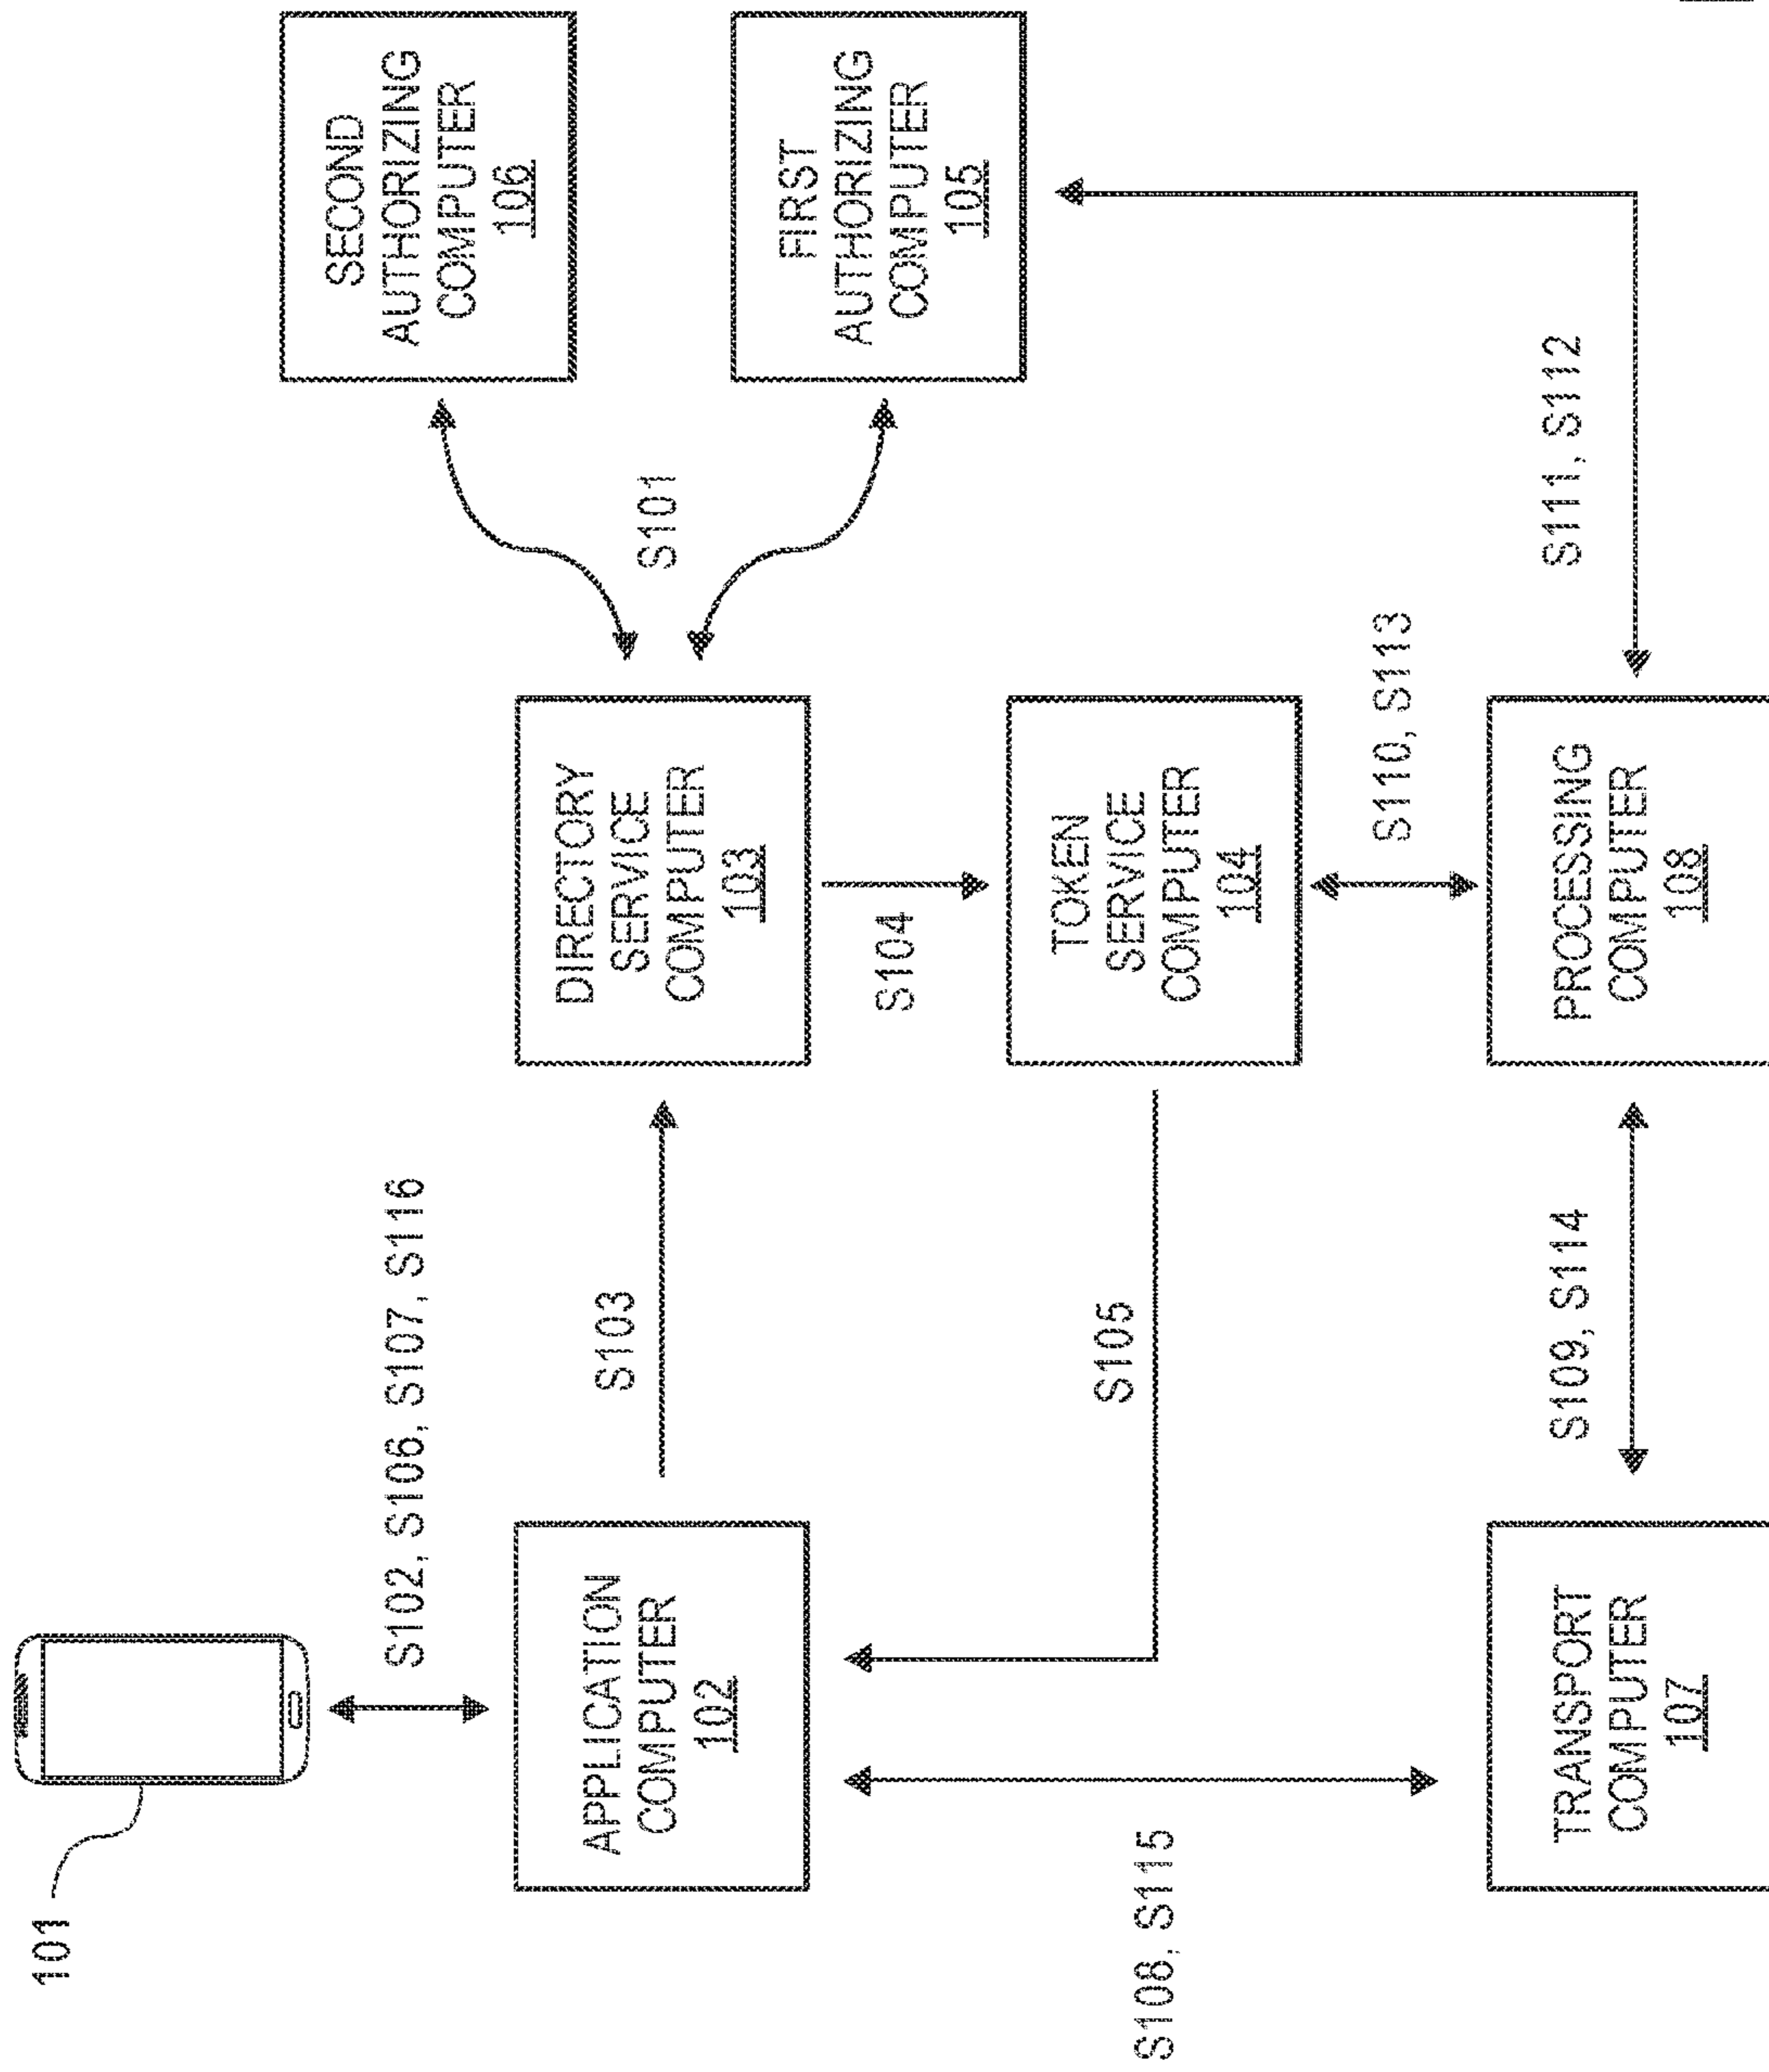 101
S102, S106, S107, S116
SECOND
AUTHORIZING
COMPUTER
106
APPLICATION
COMPUTER
102
S103
DIRECTORY
SERVICE
COMPUTER
103
S101
FIRST
AUTHORIZING
COMPUTER
105
S104
S108, S115
S105
TOKEN
SERVICE
COMPUTER
104
S110, S113
TRANSPORT
COMPUTER
107
S109, S114
PROCESSING
COMPUTER
108
S111, S112